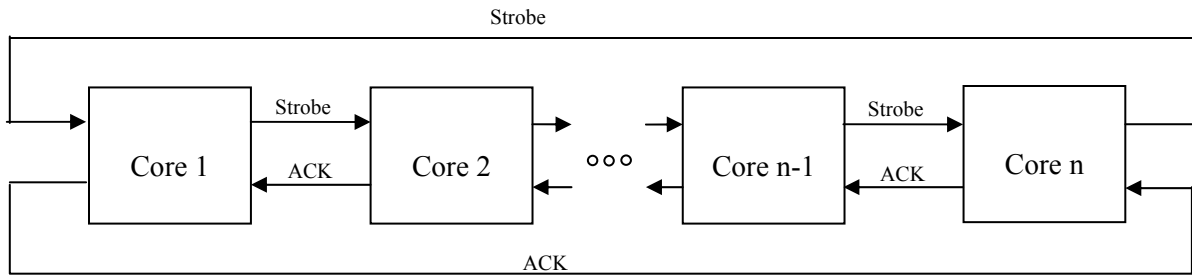 Strobe
Strobe
Strobe
Core 1
ACK
Core 2
Core n-1
ACK
Core n
ACK